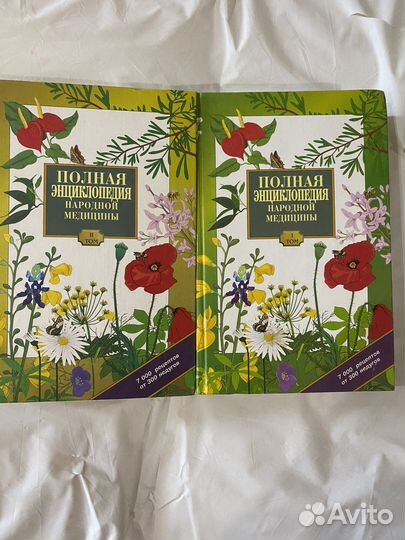 ПОЛНАЯ
ЭНЦИКЛОПЕДИЯ
НАРОДНОЙ
МЕДИЦИНЫ
II
ТОМ
7 000 рецептов
от 300 недугов
ПОЛНАЯ
ЭНЦИКЛОПЕДИЯ
НАРОДНОЙ
МЕДИЦИНЫ
I
ТОМ
7 000 рецептов
от 300 недугов
Avito